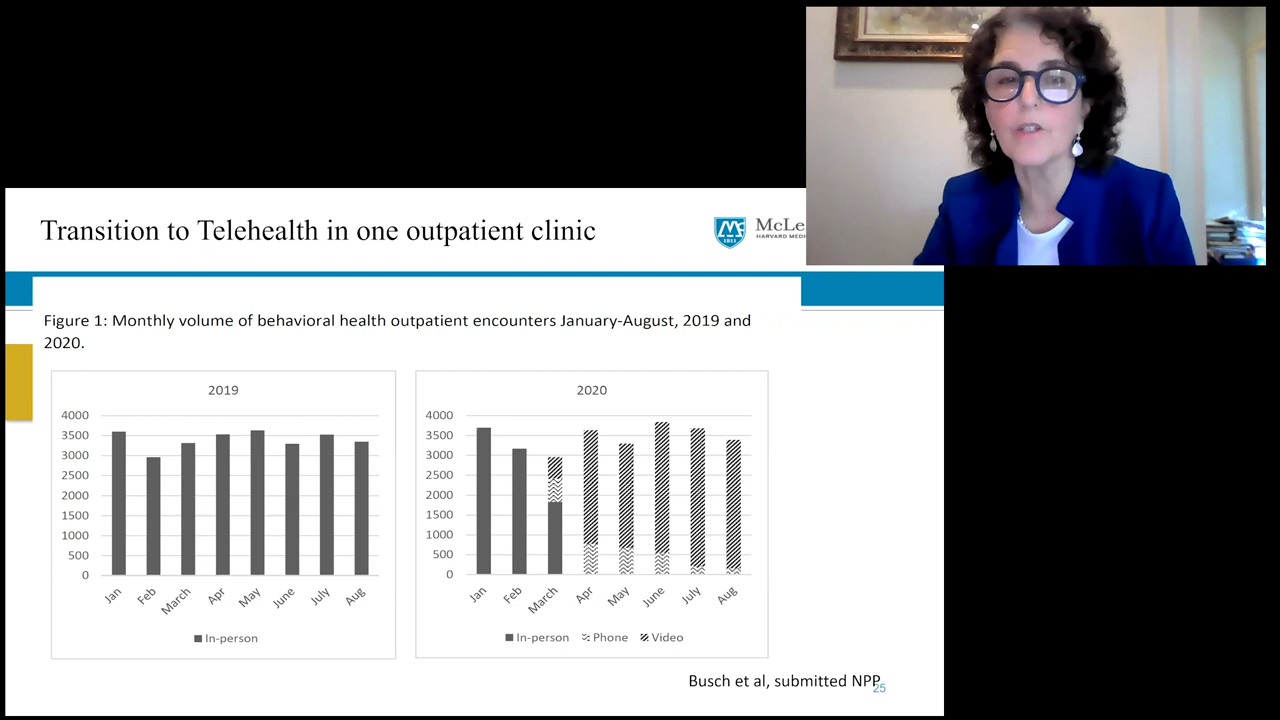 Transition to Telehealth in one outpatient clinic
McLe
HARVARD MEDI
1811
Figure 1: Monthly volume of behavioral health outpatient encounters January-August, 2019 and
2020.
2019
4000
3500
3000
2500
2000
1500
1000
500
0
Jan Feb March Apr May June July Aug
In-person
2020
4000
3500
3000
2500
2000
1500
1000
500
0
Jan Feb March Apr May June July Aug
In-person Phone Video
Busch et al, submitted NPP
25